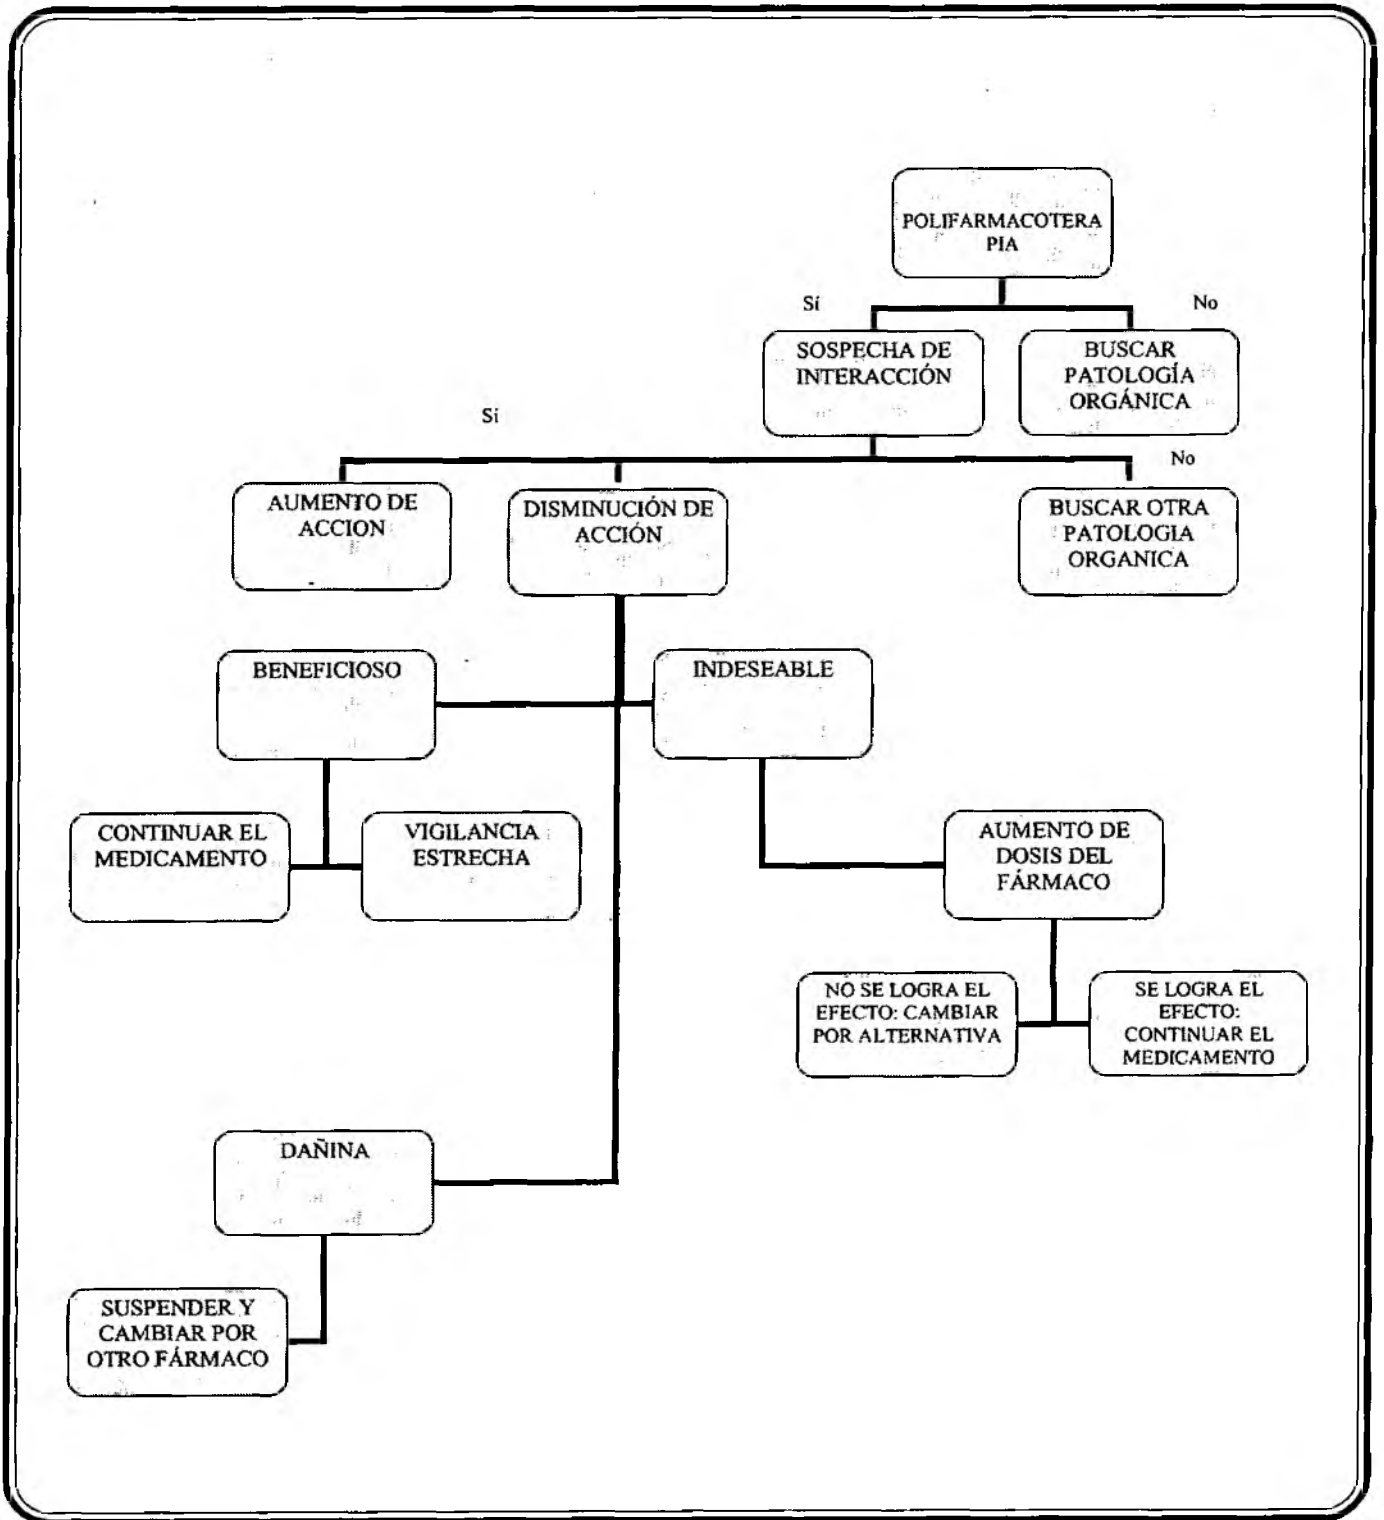 POLIFARMACOTERA
PIA
Sí
No
SOSPECHA DE
INTERACCIÓN
BUSCAR
PATOLOGÍA
ORGÁNICA
Sí
No
AUMENTO DE
ACCION
DISMINUCIÓN DE
ACCIÓN
BUSCAR OTRA
PATOLOGIA
ORGANICA
BENEFICIOSO
INDESEABLE
CONTINUAR EL
MEDICAMENTO
VIGILANCIA
ESTRECHA
AUMENTO DE
DOSIS DEL
FÁRMACO
NO SE LOGRA EL
EFECTO: CAMBIAR
POR ALTERNATIVA
SE LOGRA EL
EFECTO:
CONTINUAR EL
MEDICAMENTO
DAÑINA
SUSPENDER Y
CAMBIAR POR
OTRO FÁRMACO